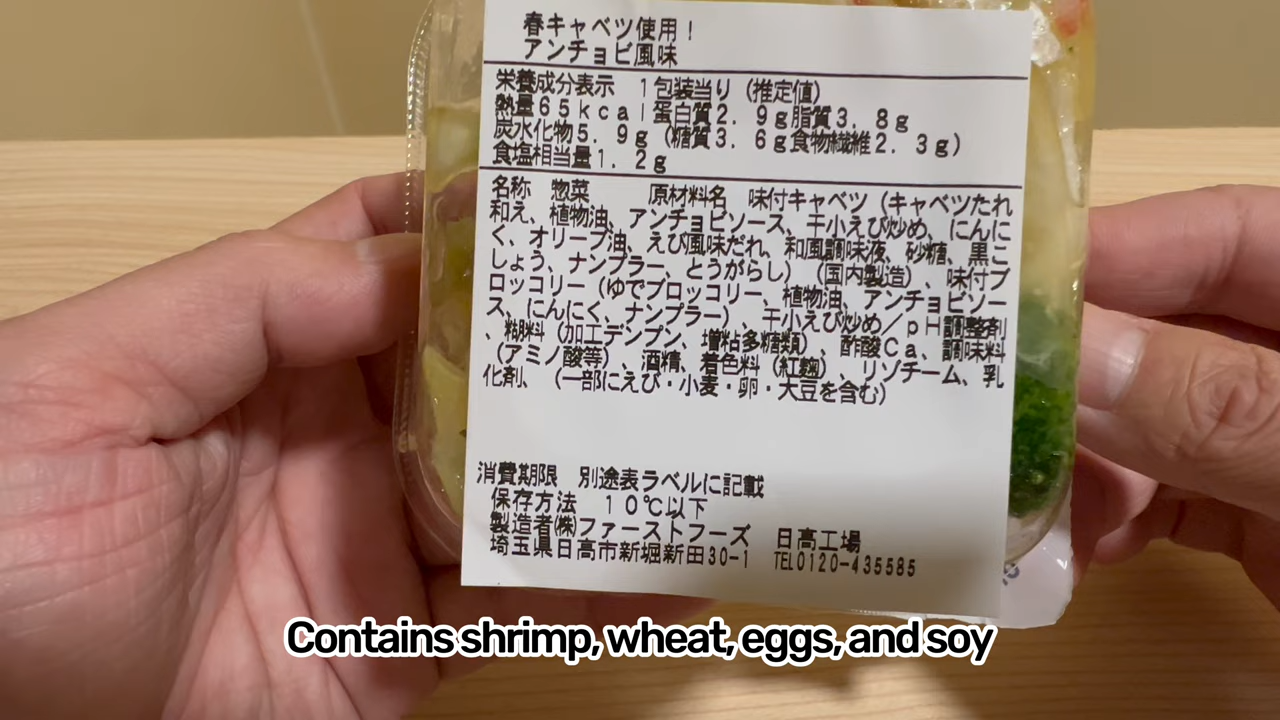 春キャベツ使用！
アンチョビ風味
栄養成分表示　１包装当り（推定値）
熱量６５ｋｃａｌ蛋白質２．９ｇ脂質３．８ｇ
炭水化物５．９ｇ（糖質３．６ｇ食物繊維２．３ｇ）
食塩相当量１．２ｇ
名称　惣菜　　原材料名　味付キャベツ（キャベツたれ
和え、植物油、アンチョビソース、干小えび炒め、にんに
く、オリーブ油、えび風味だれ、和風調味液、砂糖、黒こ
しょう、ナンプラー、とうがらし）（国内製造）、味付ブ
ロッコリー（ゆでブロッコリー、植物油、アンチョビソー
ス、にんにく、ナンプラー）、干小えび炒め／ｐＨ調整剤
、糊料（加工デンプン、増粘多糖類）、酢酸Ｃａ、調味料
（アミノ酸等）、酒精、着色料（紅麹）、リゾチーム、乳
化剤、（一部にえび・小麦・卵・大豆を含む）
消費期限　別途表ラベルに記載
保存方法　１０℃以下
製造者㈱ファーストフーズ　日高工場
埼玉県日高市新堀新田30-1　TEL0120-435585
Contains shrimp, wheat, eggs, and soy